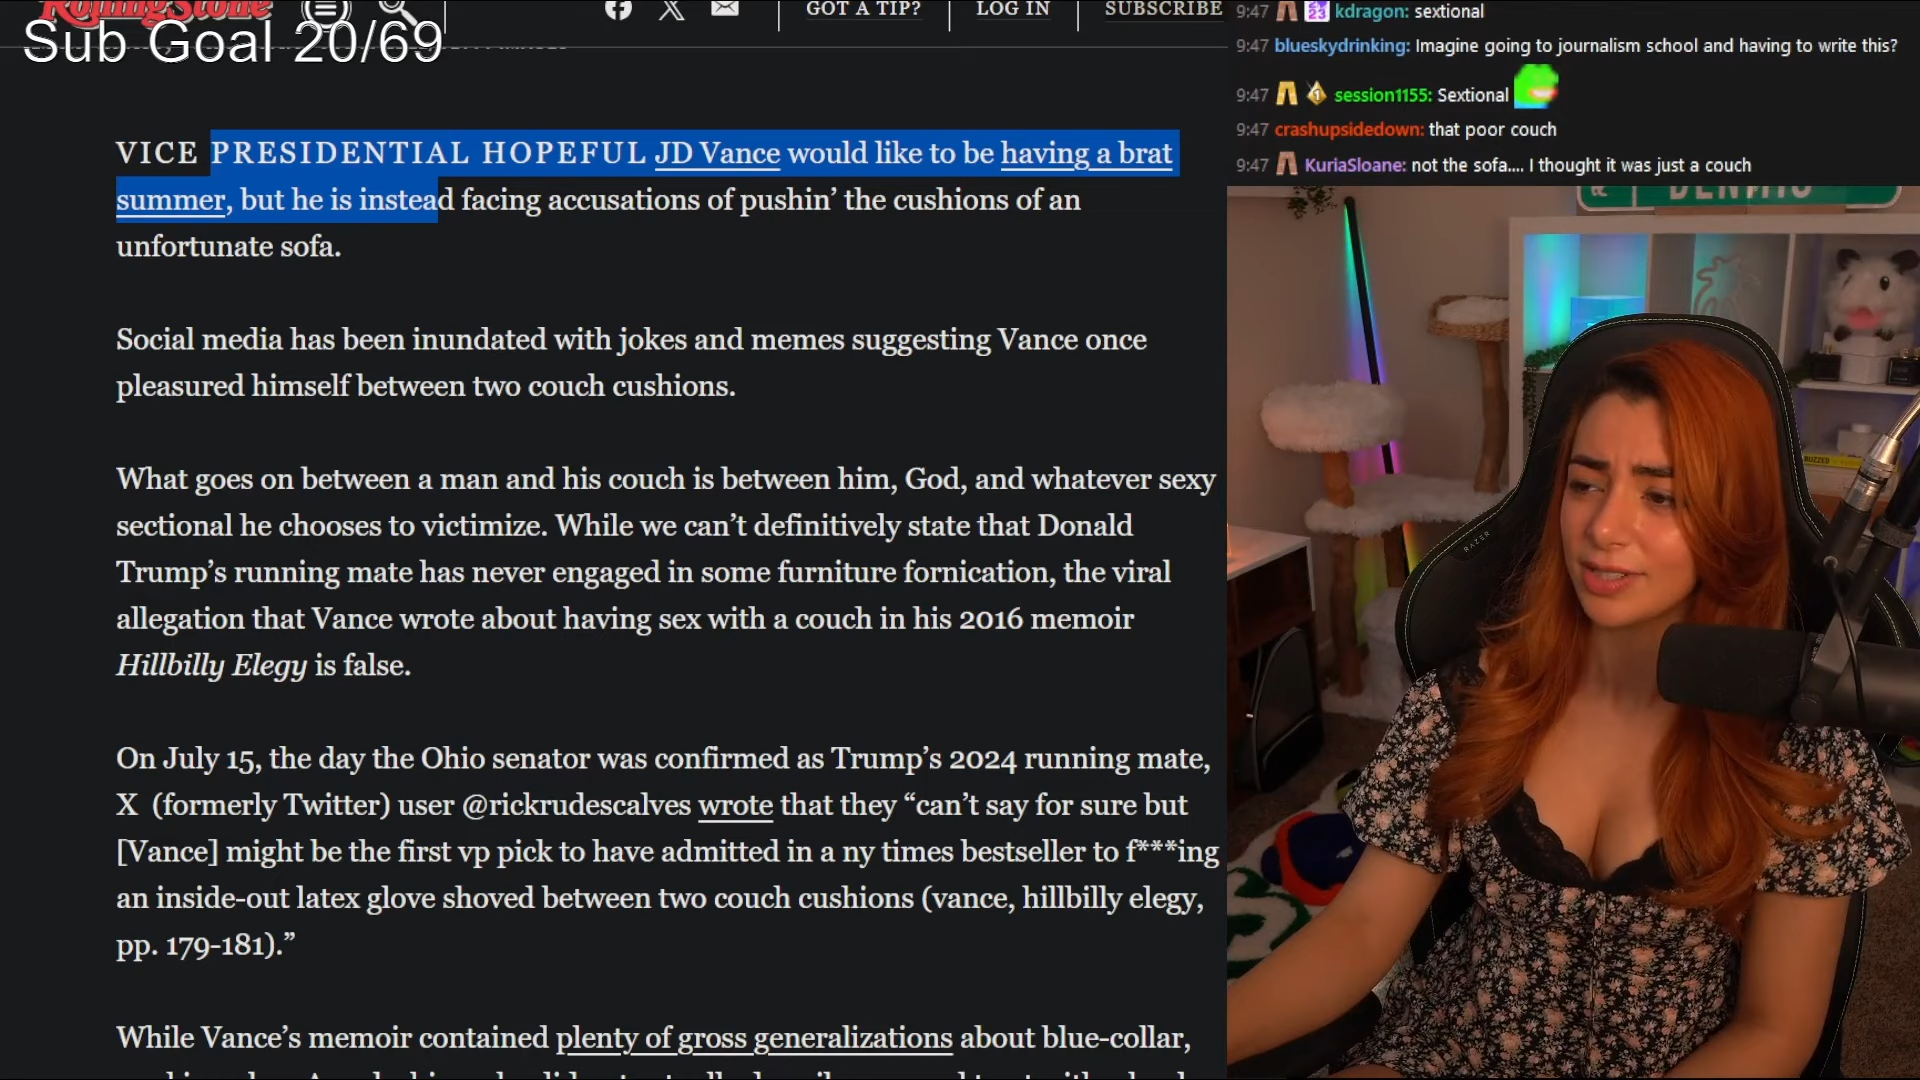 RollingStone
GOT A TIP?
LOG IN
SUBSCRIBE
Sub Goal 20/69
VICE PRESIDENTIAL HOPEFUL JD Vance would like to be having a brat
summer, but he is instead facing accusations of pushin’ the cushions of an
unfortunate sofa.
Social media has been inundated with jokes and memes suggesting Vance once
pleasured himself between two couch cushions.
What goes on between a man and his couch is between him, God, and whatever sexy
sectional he chooses to victimize. While we can’t definitively state that Donald
Trump’s running mate has never engaged in some furniture fornication, the viral
allegation that Vance wrote about having sex with a couch in his 2016 memoir
Hillbilly Elegy is false.
On July 15, the day the Ohio senator was confirmed as Trump’s 2024 running mate,
X (formerly Twitter) user @rickrudescalves wrote that they “can’t say for sure but
[Vance] might be the first vp pick to have admitted in a ny times bestseller to f***ing
an inside-out latex glove shoved between two couch cushions (vance, hillbilly elegy,
pp. 179-181).”
While Vance’s memoir contained plenty of gross generalizations about blue-collar,
9:47 23 kdragon: sextional
9:47 blueskydrinking: Imagine going to journalism school and having to write this?
9:47 1 session1155: Sextional
9:47 crashupsidedown: that poor couch
9:47 KuriaSloane: not the sofa.... I thought it was just a couch
RAZER
BUZZED